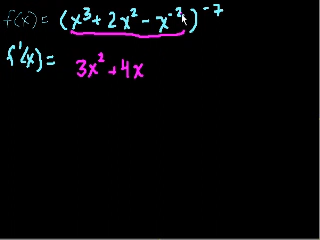 f(x) = (x³ + 2x² - x⁻²)⁻⁷
f'(x) =
3x² + 4x